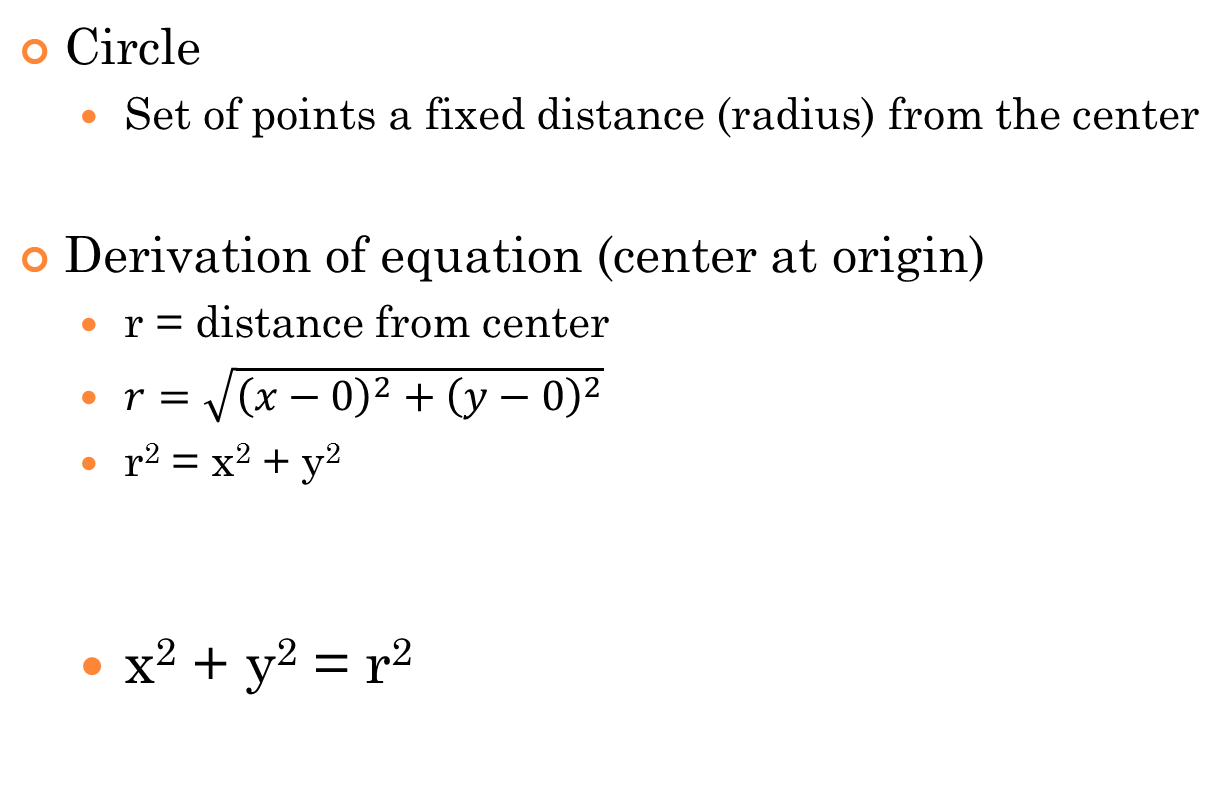 Circle
Set of points a fixed distance (radius) from the center
Derivation of equation (center at origin)
r = distance from center
r = √(x – 0)² + (y – 0)²
r² = x² + y²
x² + y² = r²